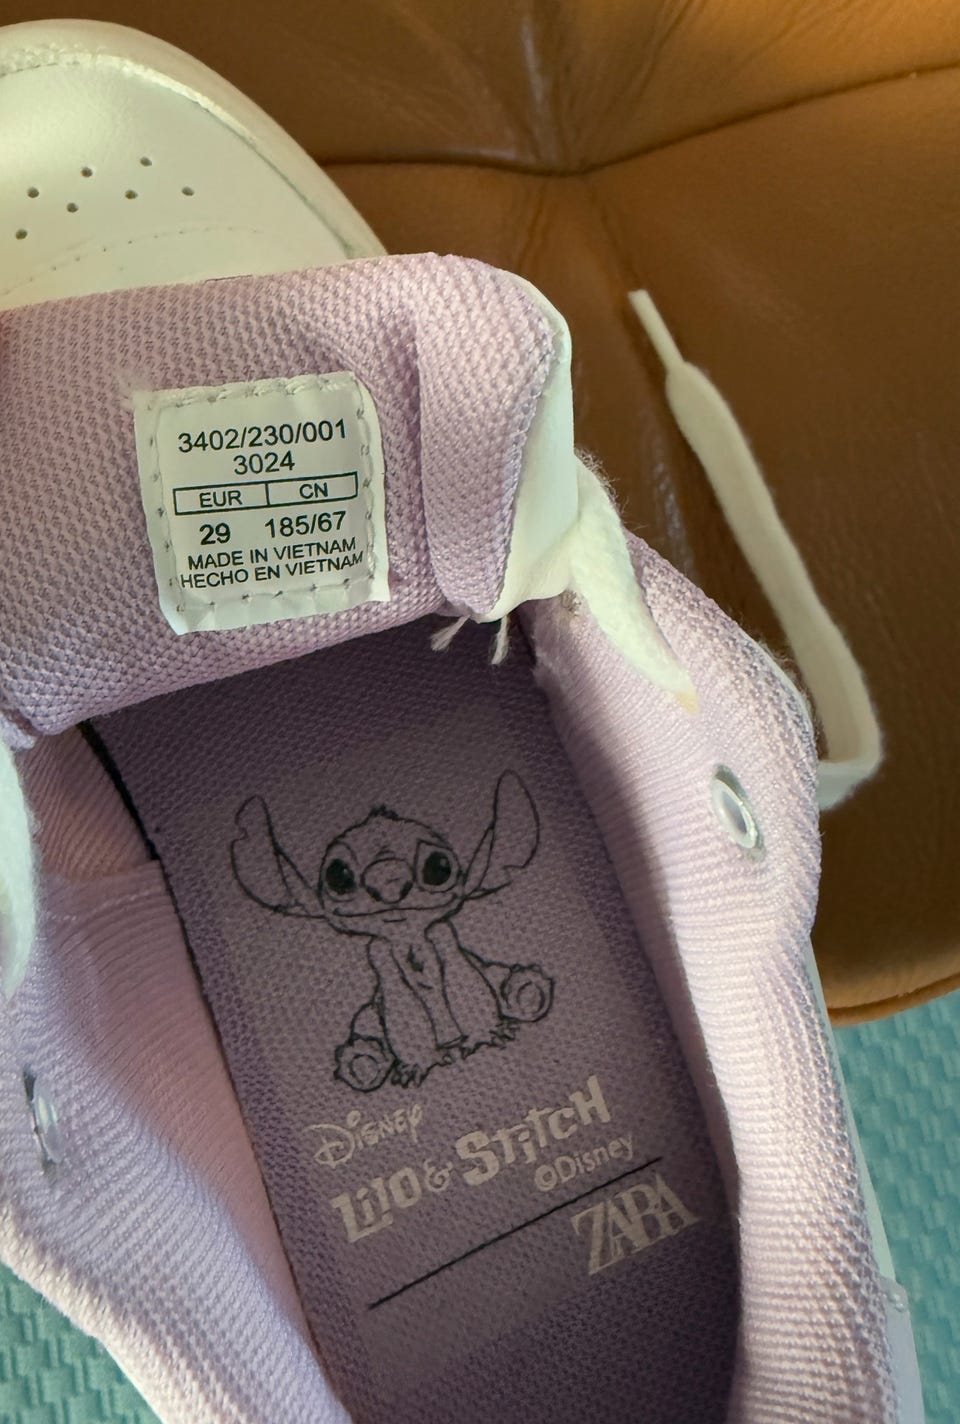 3402/230/001
3024
EUR CN
29 185/67
MADE IN VIETNAM
HECHO EN VIETNAM
Disney
Lilo & Stitch
©Disney
ZARA